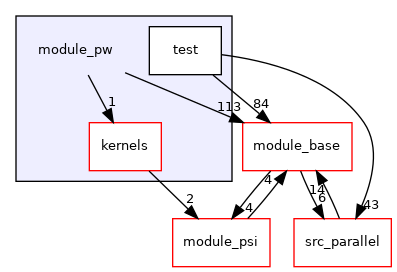 module_pw
test
1
113
84
kernels
module_base
2
4
4
14
6
43
module_psi
src_parallel